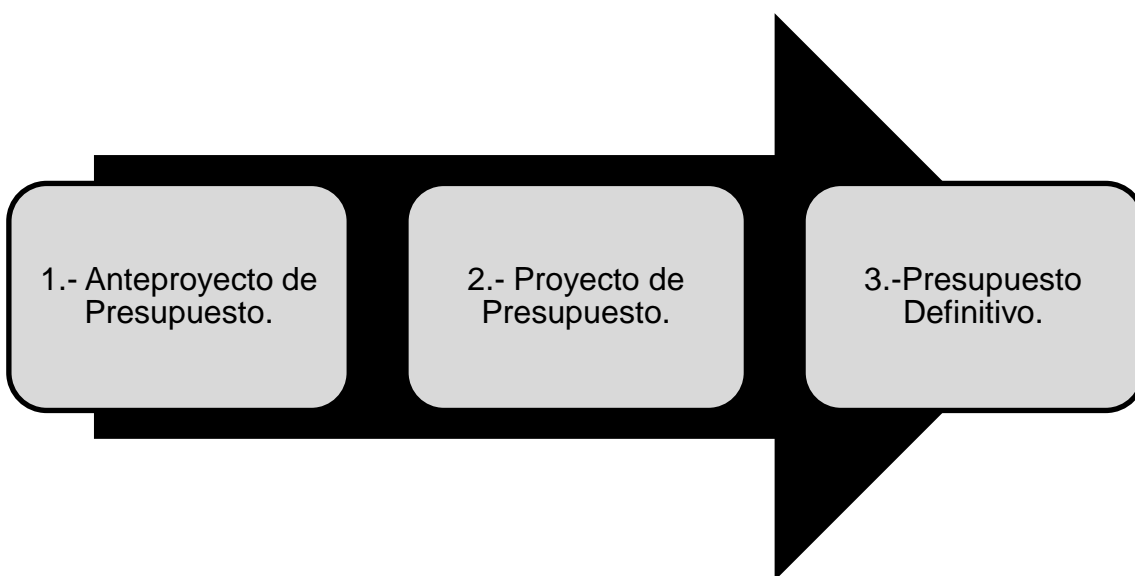 1.- Anteproyecto de
Presupuesto.
2.- Proyecto de
Presupuesto.
3.-Presupuesto
Definitivo.